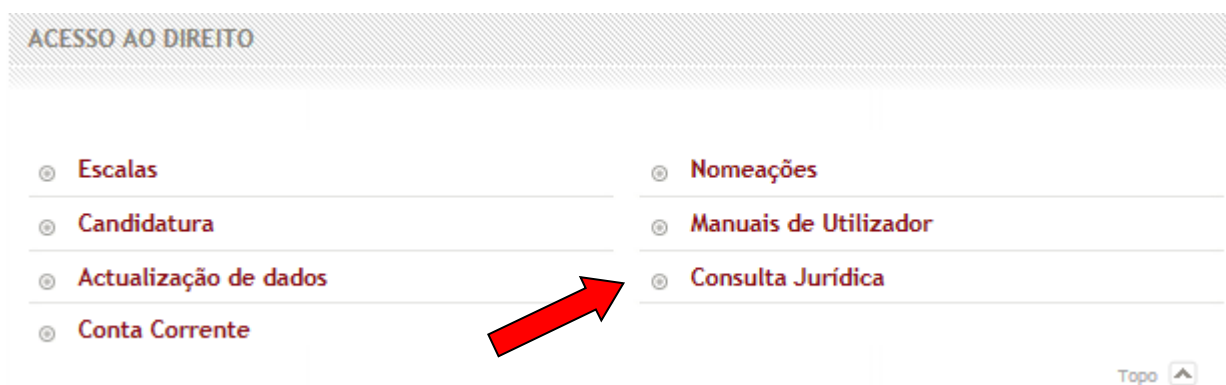 ACESSO AO DIREITO
Escalas
Nomeações
Candidatura
Manuais de Utilizador
Actualização de dados
Consulta Jurídica
Conta Corrente
Topo